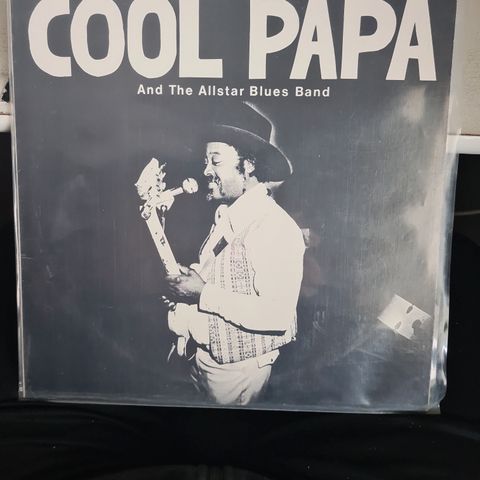 COOL PAPA
And The Allstar Blues Band